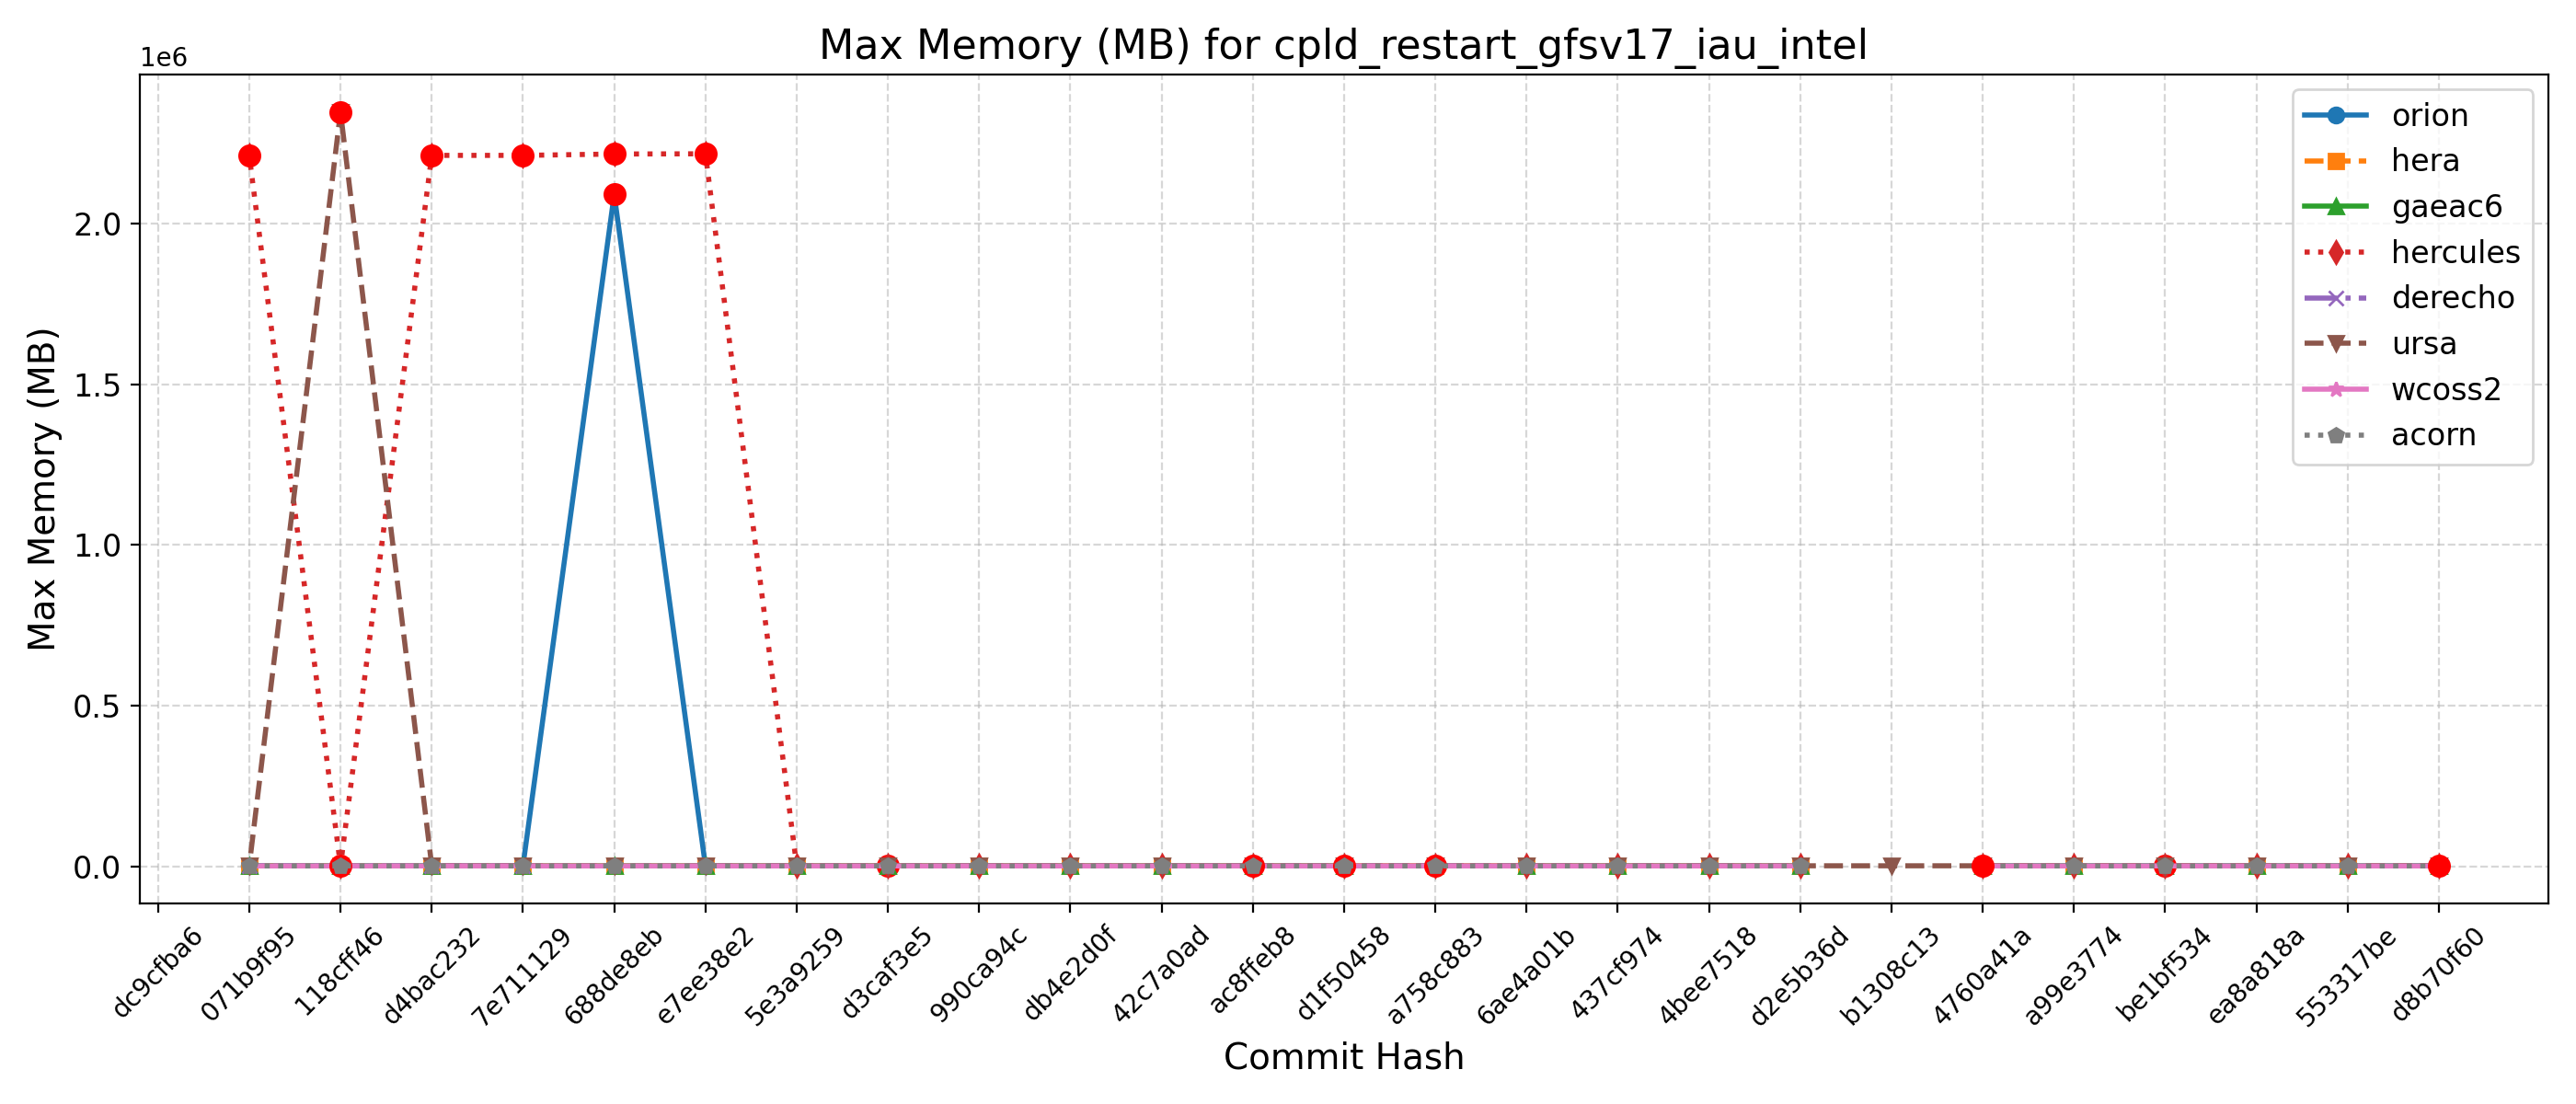 Max Memory (MB) for cpld_restart_gfsv17_iau_intel
1e6
2.0
1.5
1.0
0.5
0.0
Max Memory (MB)
orion
hera
gaeac6
hercules
derecho
ursa
wcoss2
acorn
dc9cfba6
071b9f95
118cff46
d4bac232
7e711129
688de8eb
e7ee38e2
5e3a9259
d3caf3e5
990ca94c
db4e2d0f
42c7a0ad
ac8ffeb8
d1f50458
a758c883
6ae4a01b
437cf974
4bee7518
d2e5b36d
b1308c13
4760a41a
a99e3774
be1bf534
ea8a818a
553317be
d8b70f60
Commit Hash